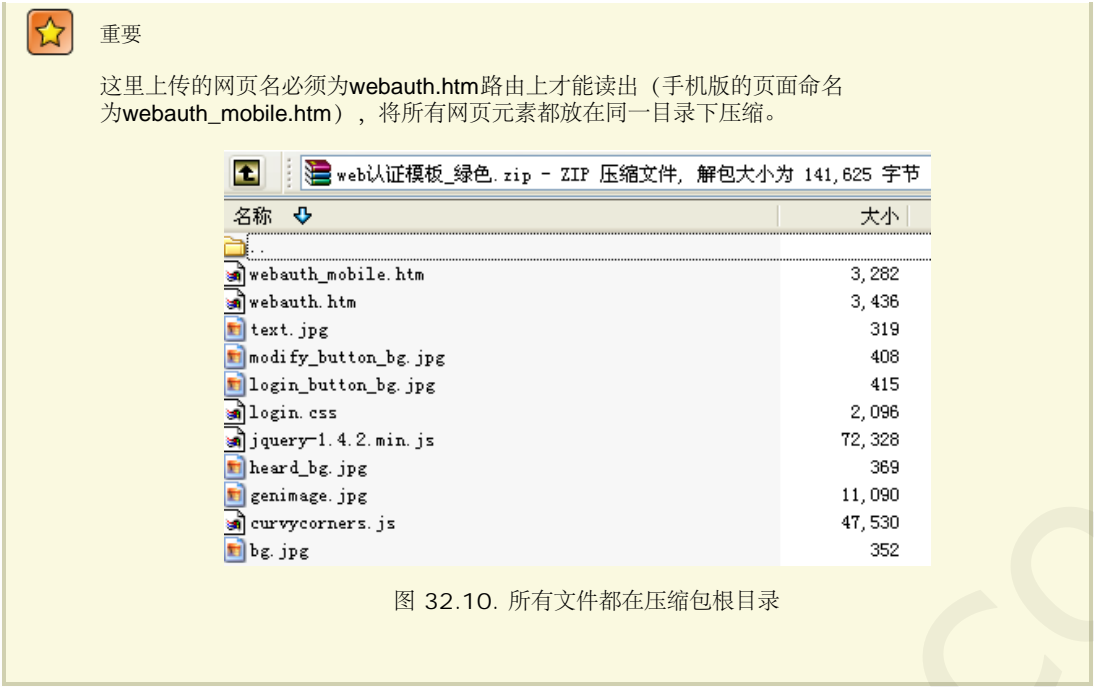 重要
这里上传的网页名必须为webauth.htm路由上才能读出（手机版的页面命名
为webauth_mobile.htm），将所有网页元素都放在同一目录下压缩。
web认证模板_绿色.zip - ZIP 压缩文件, 解包大小为 141,625 字节
名称 大小
..
webauth_mobile.htm 3,282
webauth.htm 3,436
text.jpg 319
modify_button_bg.jpg 408
login_button_bg.jpg 415
login.css 2,096
jquery-1.4.2.min.js 72,328
heard_bg.jpg 369
genimage.jpg 11,090
curvycorners.js 47,530
bg.jpg 352
图 32.10. 所有文件都在压缩包根目录